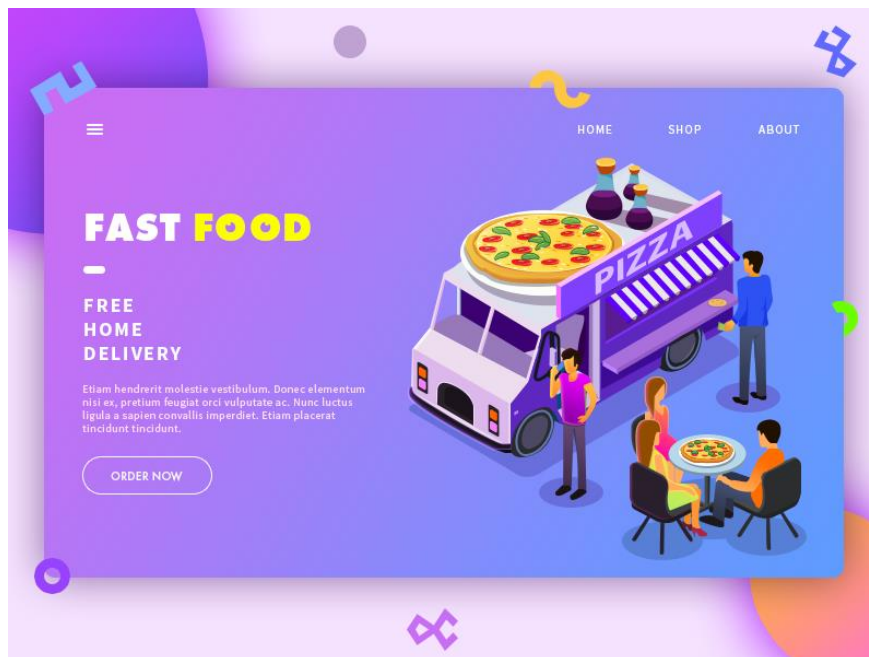 HOME SHOP ABOUT
FAST FOOD
PIZZA
FREE
HOME
DELIVERY
Etiam hendrerit molestie vestibulum. Donec elementum
nisi ex, pretium feugiat orci vulputate ac. Nunc luctus
ligula a sapien convallis imperdiet. Etiam placerat
tincidunt tincidunt.
ORDER NOW